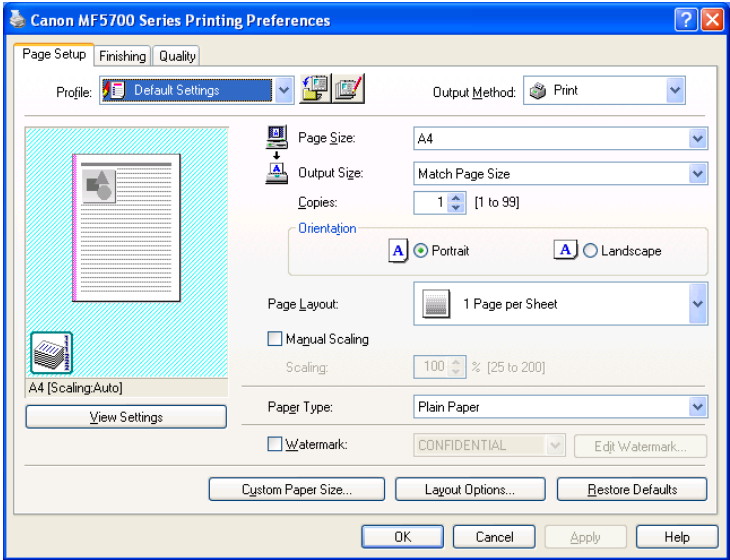 Canon MF5700 Series Printing Preferences
Page Setup Finishing Quality
Profile: Default Settings Output Method: Print
Page Size: A4
Output Size: Match Page Size
Copies: 1 [1 to 99]
Orientation
A Portrait A Landscape
Page Layout: 1 Page per Sheet
Manual Scaling
Scaling: 100 % [25 to 200]
A4 [Scaling:Auto]
View Settings
Paper Type: Plain Paper
Watermark: CONFIDENTIAL Edit Watermark...
Custom Paper Size... Layout Options... Restore Defaults
OK Cancel Apply Help